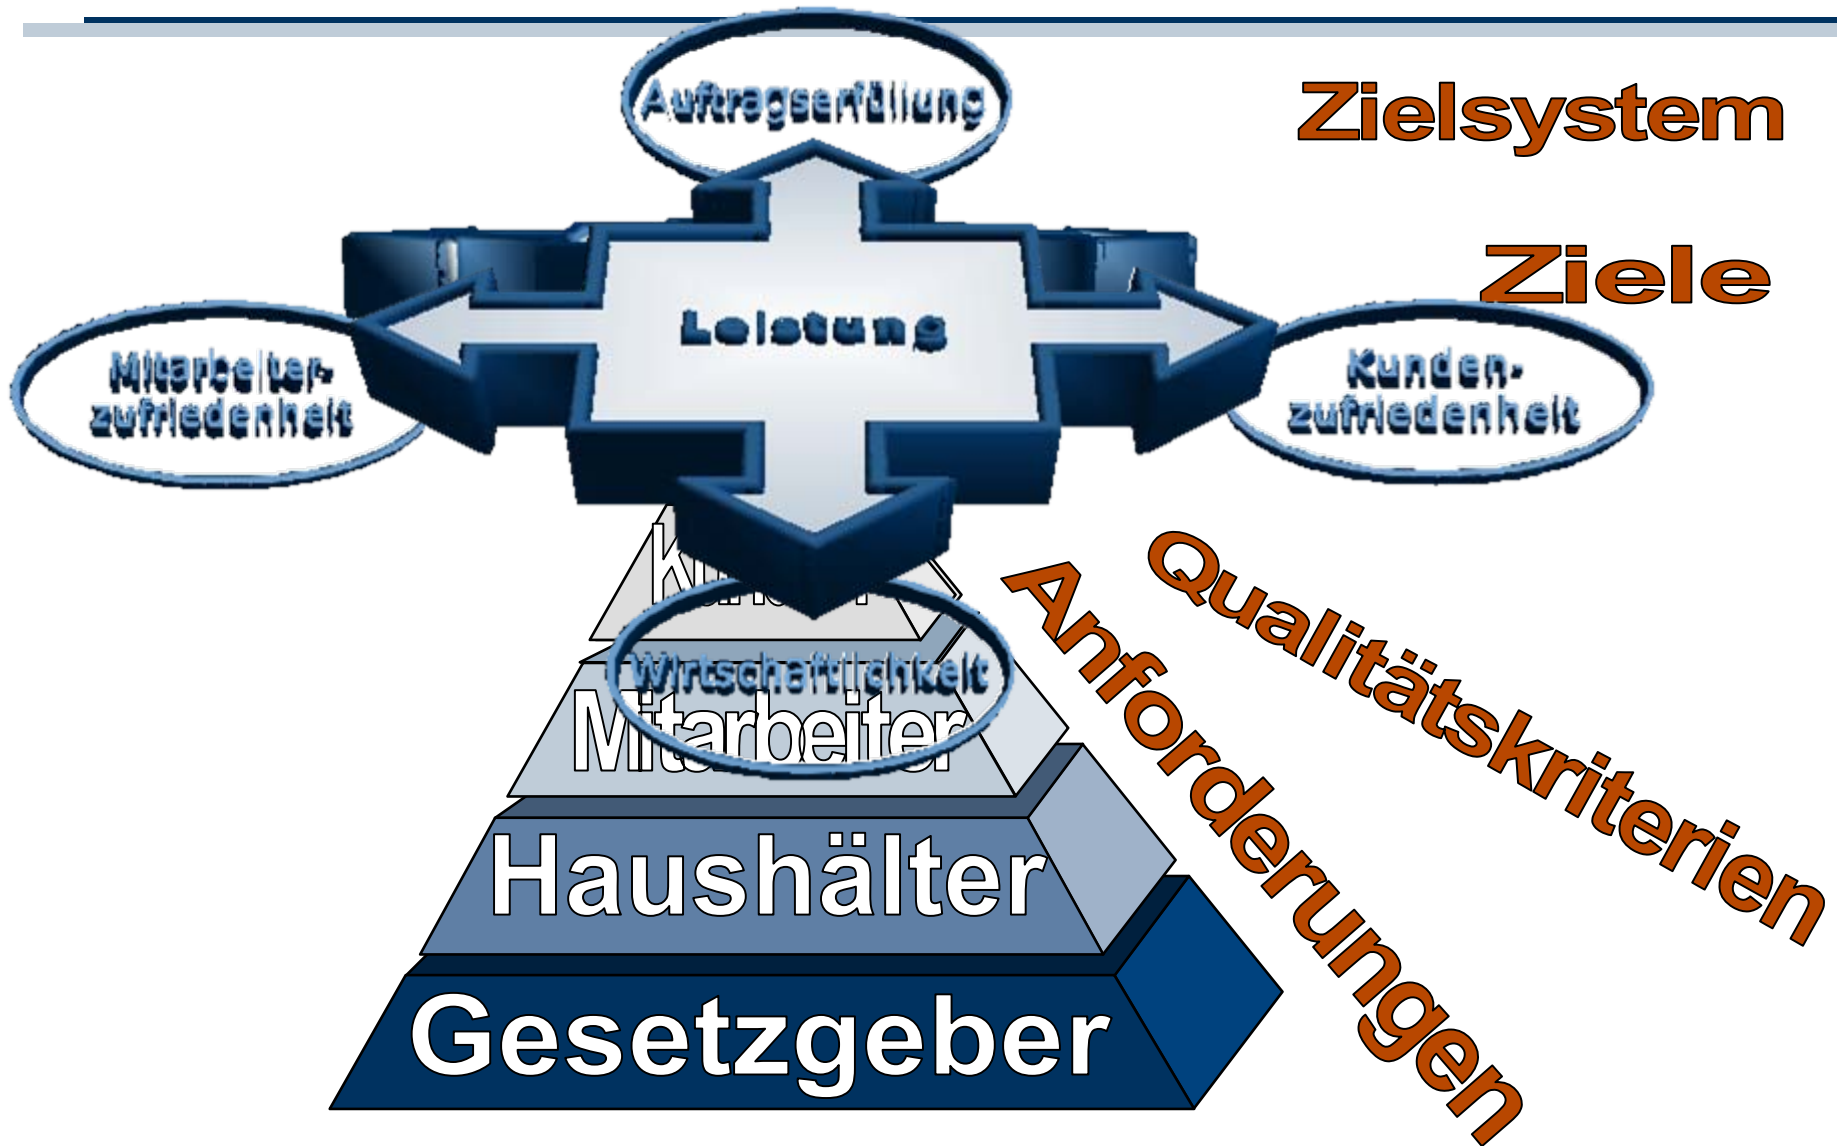 Auftragserfüllung
Zielsystem
Ziele
Leistung
Mitarbeiter-
zufriedenheit
Kunden-
zufriedenheit
Qualitätskriterien
Anforderungen
Wirtschaftlichkeit
Mitarbeiter
Haushälter
Gesetzgeber